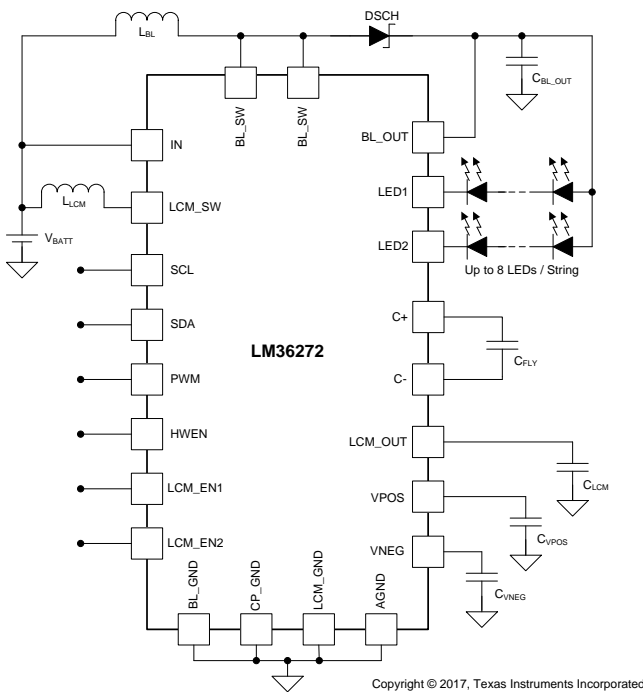 DSCH
L_BL
C_BL_OUT
BL_SW
BL_SW
IN
BL_OUT
LED1
L_LCM
LCM_SW
V_BATT
LED2
Up to 8 LEDs / String
SCL
SDA
C+
LM36272
C_FLY
PWM
C-
HWEN
LCM_OUT
LCM_EN1
C_LCM
VPOS
C_VPOS
LCM_EN2
VNEG
C_VNEG
BL_GND
CP_GND
LCM_GND
AGND
Copyright © 2017, Texas Instruments Incorporated